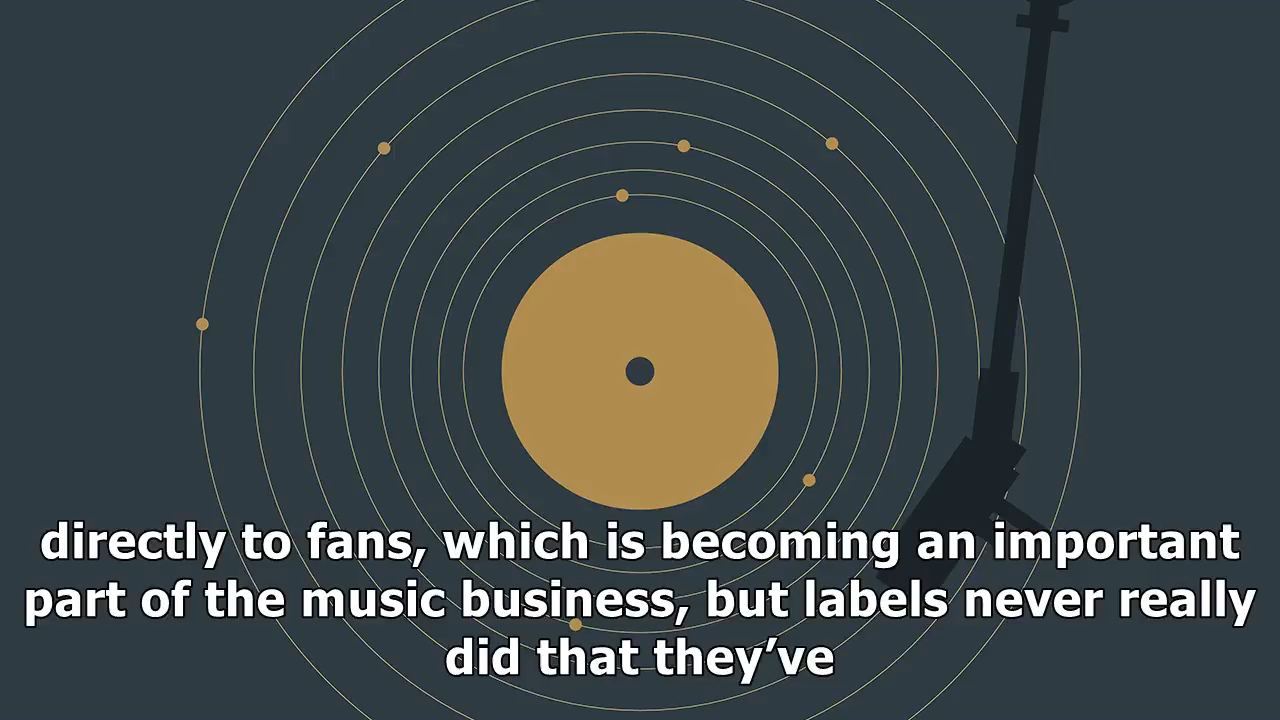 directly to fans, which is becoming an important
part of the music business, but labels never really
did that they’ve